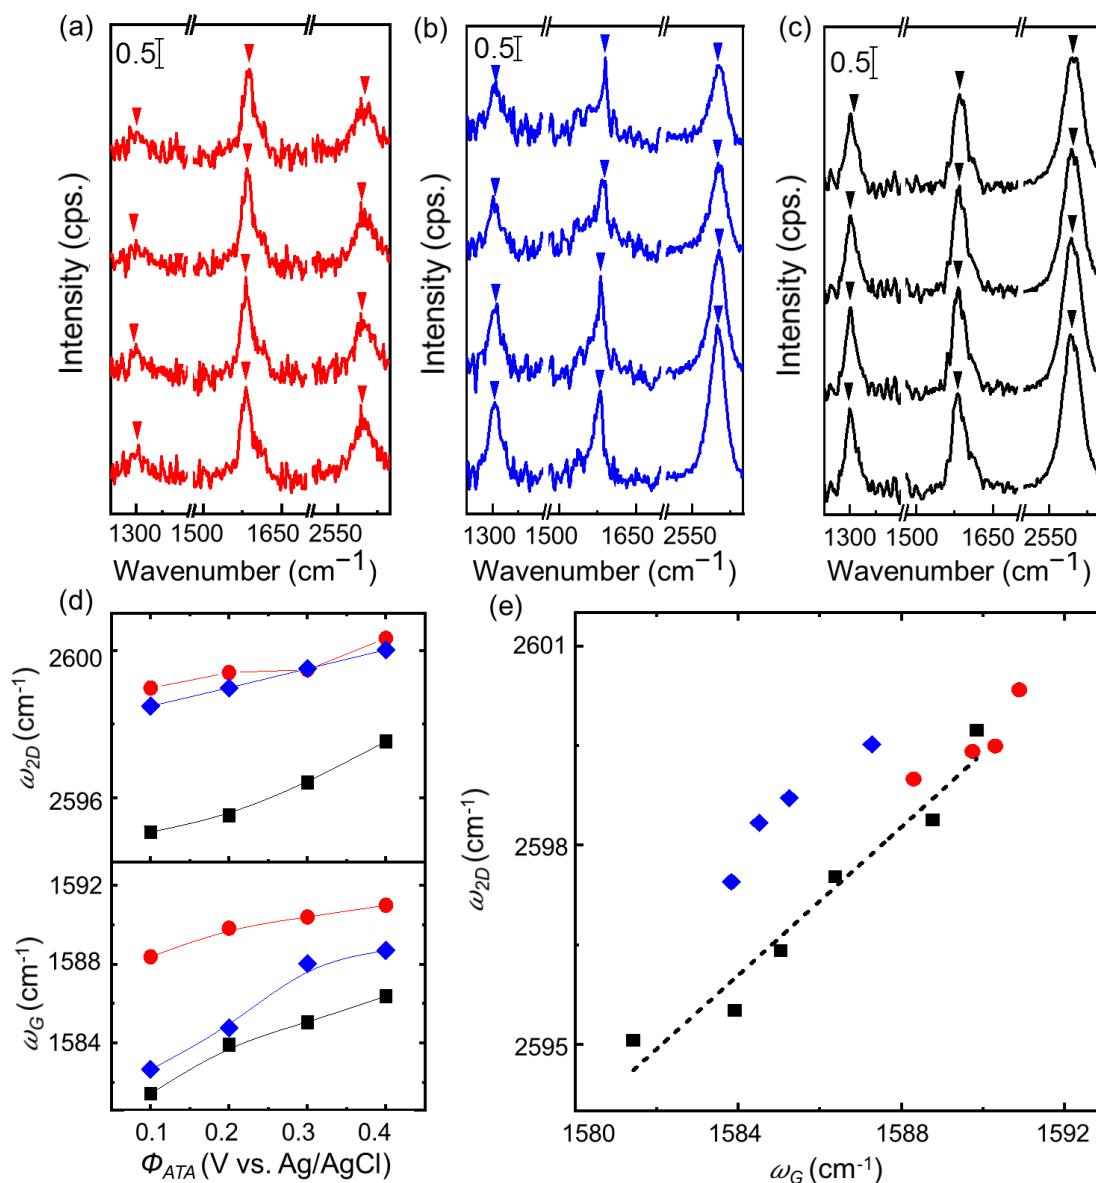 (a) (b) (c)
0.5 0.5 0.5
Intensity (cps.) Intensity (cps.) Intensity (cps.)
1300 1500 1650 2550 1300 1500 1650 2550 1300 1500 1650 2550
Wavenumber (cm−1) Wavenumber (cm−1) Wavenumber (cm−1)
(d) (e)
2600
2596
ω2D (cm−1)
1592
1588
1584
ωG (cm−1)
0.1 0.2 0.3 0.4
ΦATA (V vs. Ag/AgCl)
2601
2598
2595
ω2D (cm-1)
1580 1584 1588 1592
ωG (cm-1)